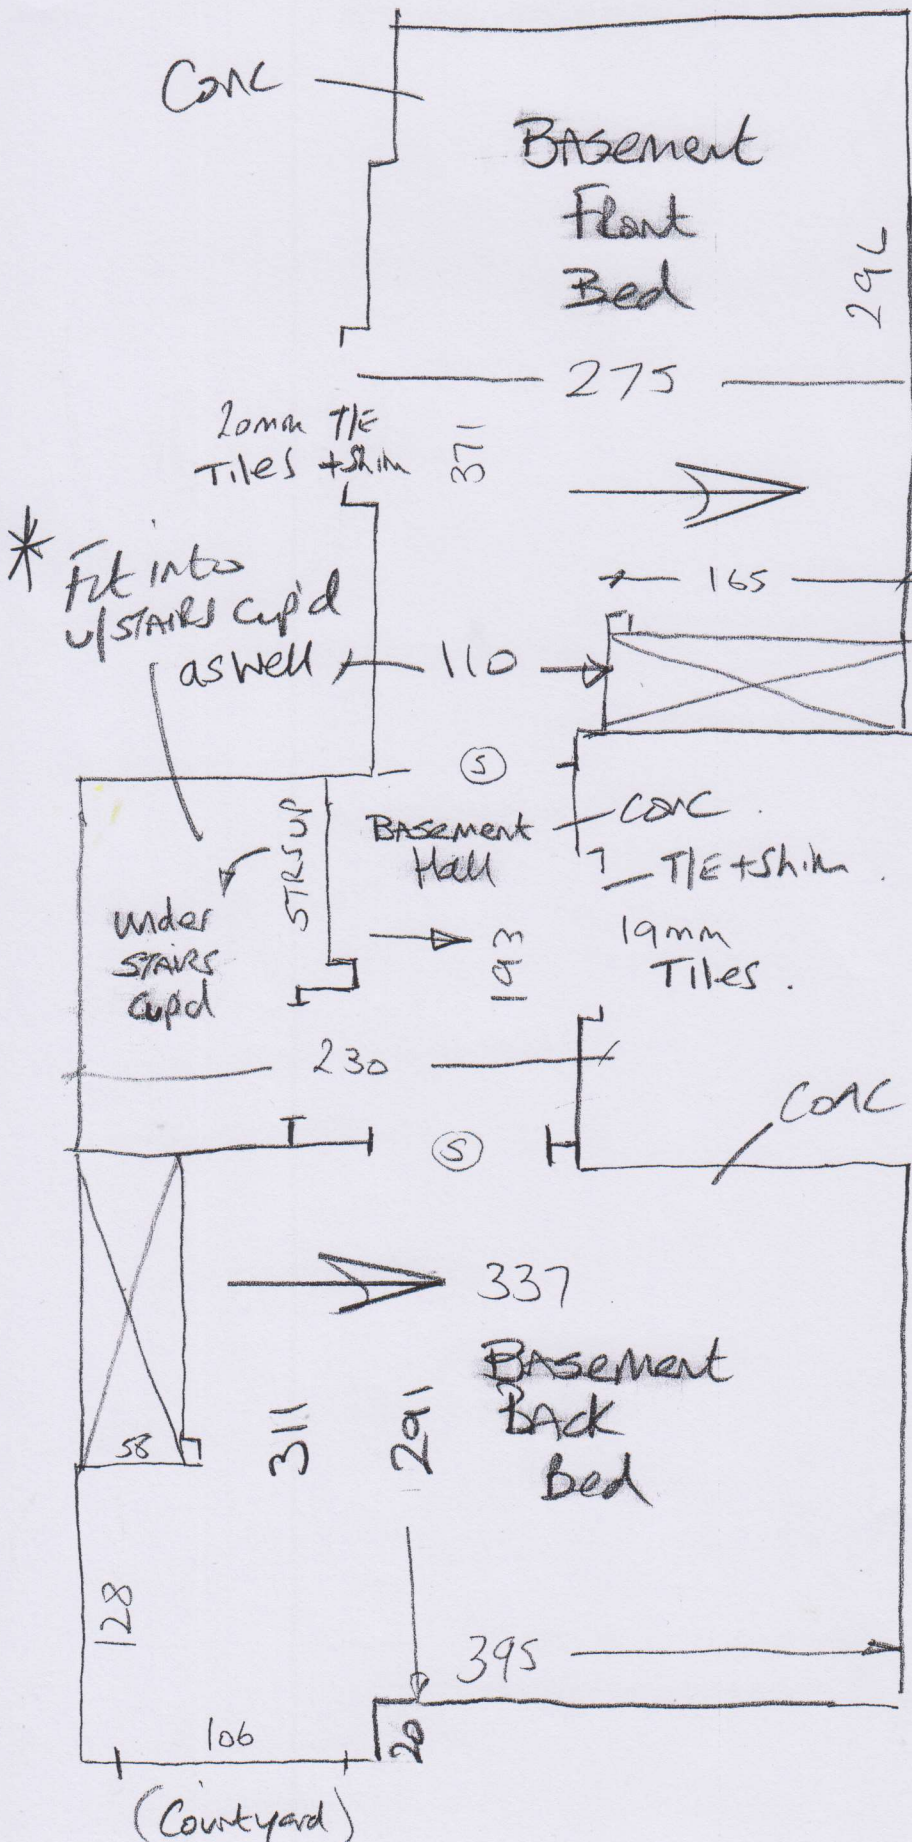 Conc
Basement
Front
Bed
296
275
20mm T/E
Tiles + Shim
371
*
Fit into
u/STAIRS Cup'd
as well
165
110
S
STRS UP
Basement
Hall
conc.
T/E + Shim.
19mm
Tiles.
under
STAIRS
Cup'd
193
230
S
Conc
337
Basement
Back
Bed
58
311
291
128
395
106
20
(Courtyard)